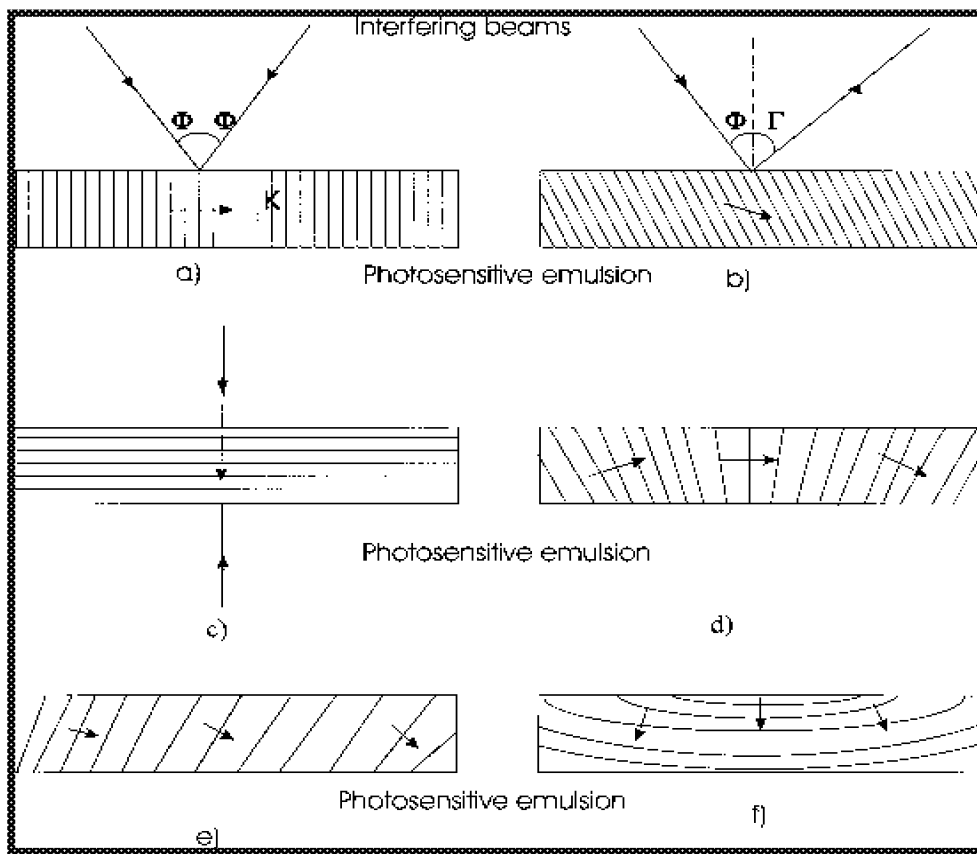 Interfering beams
Φ Φ
Φ Γ
K
a)
b)
Photosensitive emulsion
Photosensitive emulsion
c)
d)
Photosensitive emulsion
e)
f)